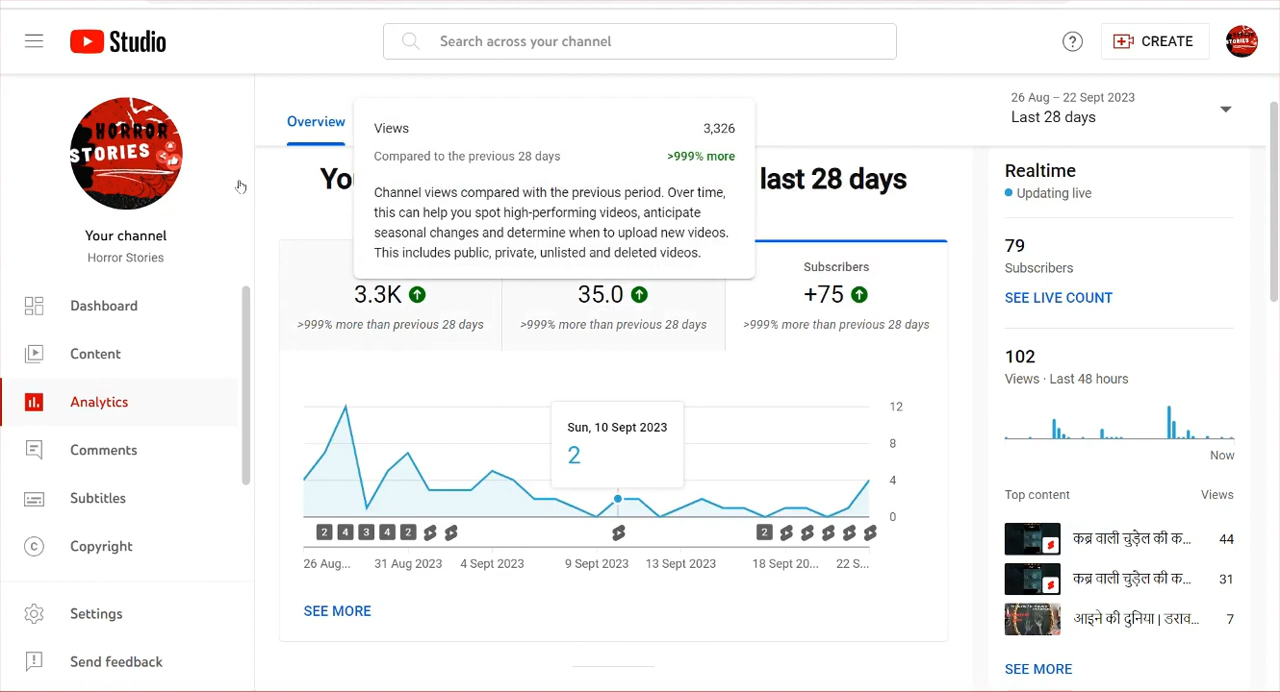 Studio
Search across your channel
CREATE
HORROR
STORIES
Your channel
Horror Stories
Dashboard
Content
Analytics
Comments
Subtitles
Copyright
Settings
Send feedback
Overview
26 Aug – 22 Sept 2023
Last 28 days
Views 3,326
Compared to the previous 28 days >999% more
Channel views compared with the previous period. Over time,
this can help you spot high-performing videos, anticipate
seasonal changes and determine when to upload new videos.
This includes public, private, unlisted and deleted videos.
You last 28 days
3.3K
>999% more than previous 28 days
35.0
>999% more than previous 28 days
Subscribers
+75
>999% more than previous 28 days
Sun, 10 Sept 2023
2
12
8
4
0
2 4 3 4 2 2
26 Aug... 31 Aug 2023 4 Sept 2023 9 Sept 2023 13 Sept 2023 18 Sept 20... 22 S...
SEE MORE
Realtime
Updating live
79
Subscribers
SEE LIVE COUNT
102
Views · Last 48 hours
Now
Top content Views
कब्र वाली चुड़ैल की क... 44
कब्र वाली चुड़ैल की क... 31
आइने की दुनिया | डराव... 7
SEE MORE